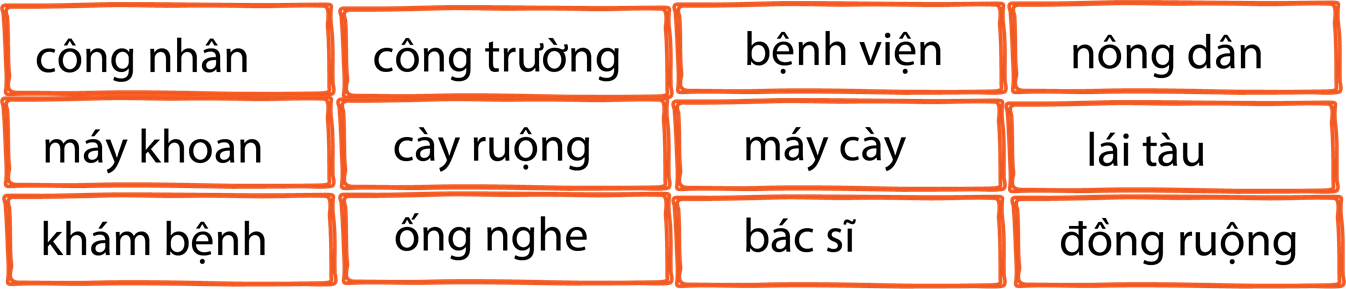 công nhân công trường bệnh viện nông dân
máy khoan cày ruộng máy cày lái tàu
khám bệnh ống nghe bác sĩ đồng ruộng